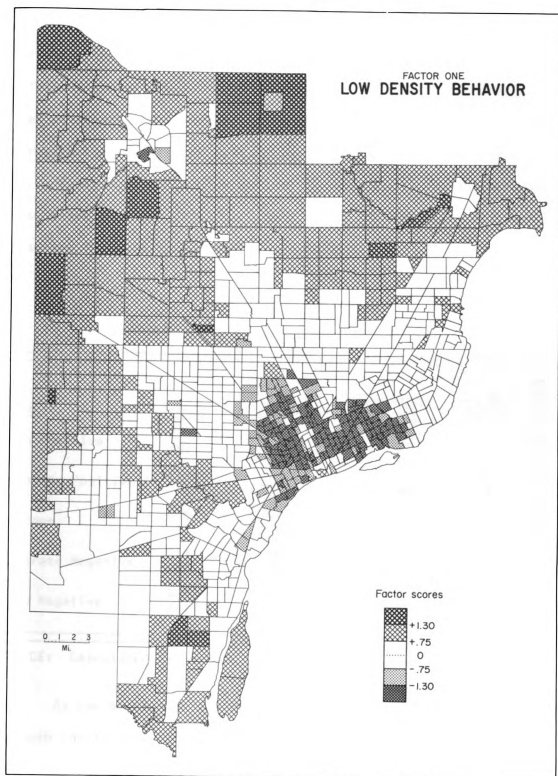 FACTOR ONE
LOW DENSITY BEHAVIOR
Factor scores
+1.30
+.75
0
-.75
-1.30
0 1 2 3
Mi.